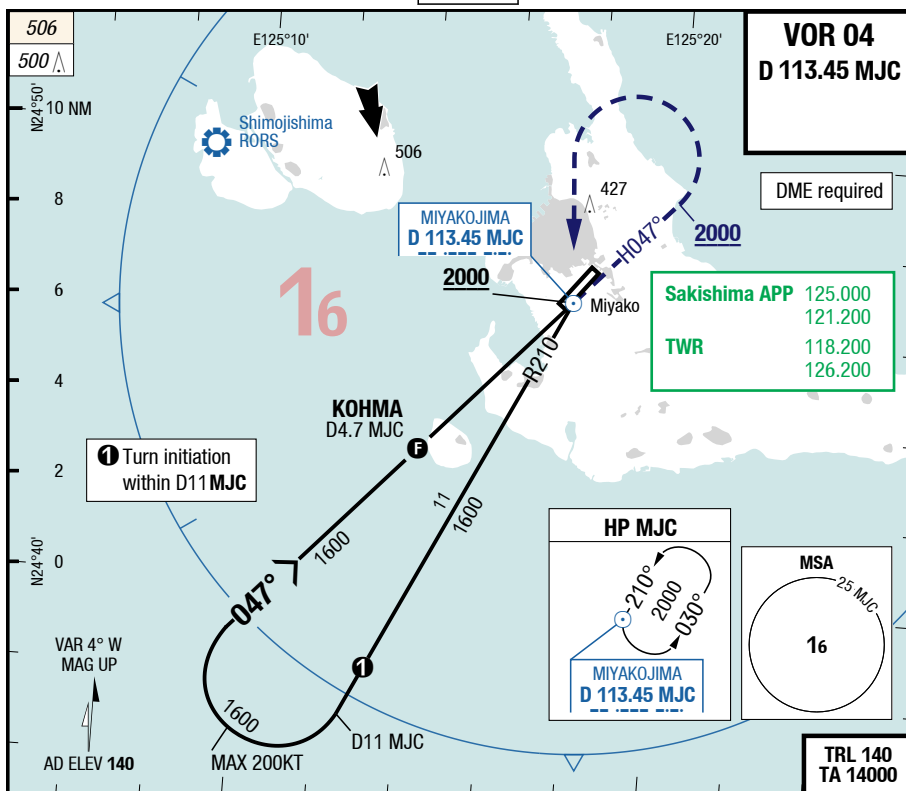 506
500
E125°10'
E125°20'
VOR 04
D 113.45 MJC
N24°50'
10 NM
Shimojishima
RORS
506
8
427
DME required
MIYAKOJIMA
D 113.45 MJC
H047°
2000
2000
6
16
Miyako
Sakishima APP 125.000
121.200
TWR 118.200
126.200
R210
4
KOHMA
D4.7 MJC
F
1 Turn initiation
within D11 MJC
2
11
1600
1600
HP MJC
N24°40'
0
047°
210°
2000
030°
MSA
25 MJC
16
VAR 4° W
MAG UP
1
MIYAKOJIMA
D 113.45 MJC
1600
D11 MJC
MAX 200KT
AD ELEV 140
TRL 140
TA 14000